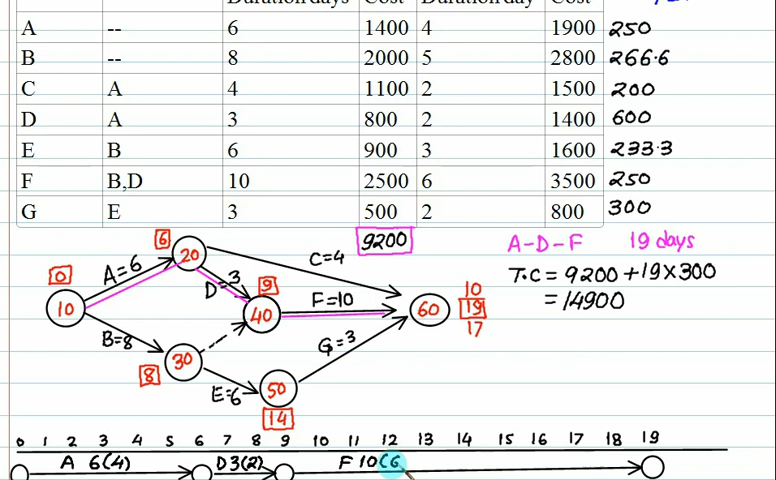 Duration days Cost Duration day Cost
A -- 6 1400 4 1900 250
B -- 8 2000 5 2800 266.6
C A 4 1100 2 1500 200
D A 3 800 2 1400 600
E B 6 900 3 1600 233.3
F B,D 10 2500 6 3500 250
G E 3 500 2 800 300
9200
A-D-F 19 days
T.C = 9200 + 19 x 300
= 14900
0
10
A=6
6
20
C=4
D=3
9
40
F=10
60
10
19
17
B=8
8
30
G=3
E=6
50
14
0 1 2 3 4 5 6 7 8 9 10 11 12 13 14 15 16 17 18 19
A 6(4) D3(2) F 10(6